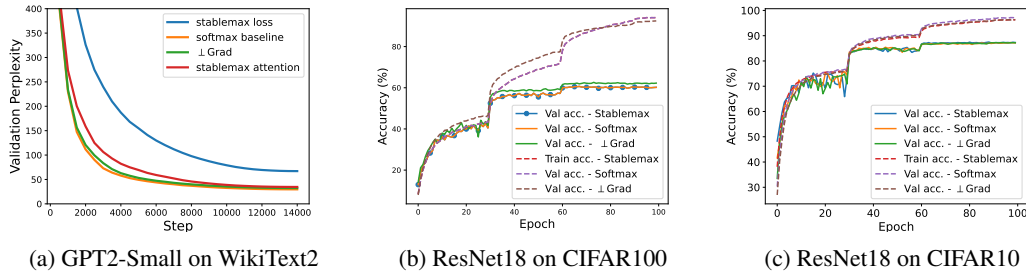 400
350
300
250
200
150
100
50
0
Validation Perplexity
0 2000 4000 6000 8000 10000 12000 14000
Step
stablemax loss
softmax baseline
⊥Grad
stablemax attention
(a) GPT2-Small on WikiText2
80
60
40
20
Accuracy (%)
0 20 40 60 80 100
Epoch
Val acc. - Stablemax
Val acc. - Softmax
Val acc. - ⊥Grad
Train acc. - Stablemax
Val acc. - Softmax
Val acc. - ⊥Grad
(b) ResNet18 on CIFAR100
100
90
80
70
60
50
40
30
Accuracy (%)
0 20 40 60 80 100
Epoch
Val acc. - Stablemax
Val acc. - Softmax
Val acc. - ⊥Grad
Train acc. - Stablemax
Val acc. - Softmax
Val acc. - ⊥Grad
(c) ResNet18 on CIFAR10